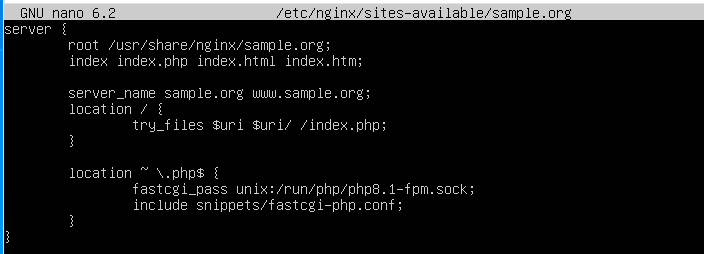 GNU nano 6.2 /etc/nginx/sites-available/sample.org
server {
root /usr/share/nginx/sample.org;
index index.php index.html index.htm;
server_name sample.org www.sample.org;
location / {
try_files $uri $uri/ /index.php;
}
location ~ \.php$ {
fastcgi_pass unix:/run/php/php8.1-fpm.sock;
include snippets/fastcgi-php.conf;
}
}